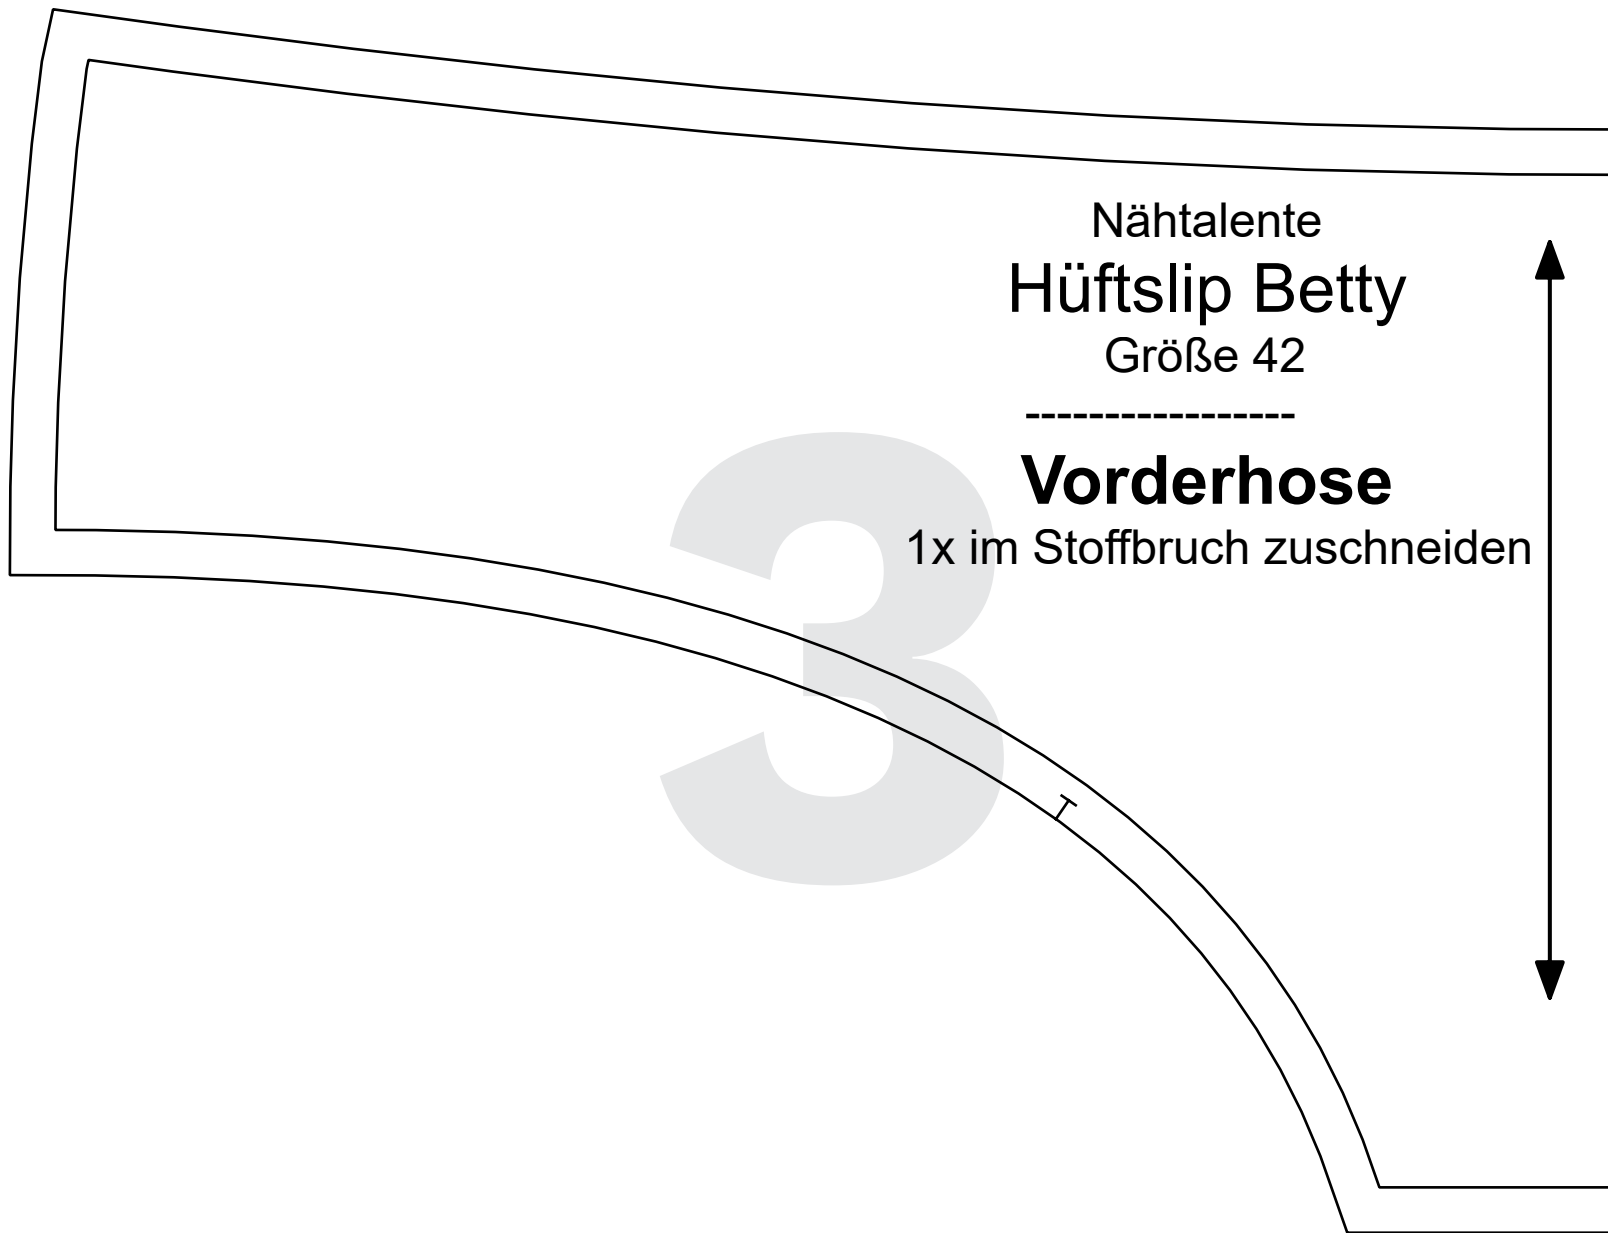 Nähtalente
Hüftslip Betty
Größe 42
-----------------
Vorderhose
1x im Stoffbruch zuschneiden
3